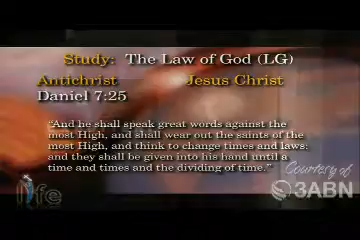 Study: The Law of God (LG)
Antichrist Jesus Christ
Daniel 7:25
"And he shall speak great words against the
most High, and shall wear out the saints of the
most High, and think to change times and laws:
and they shall be given into his hand until a
time and times and the dividing of time."
Courtesy of
3ABN
life